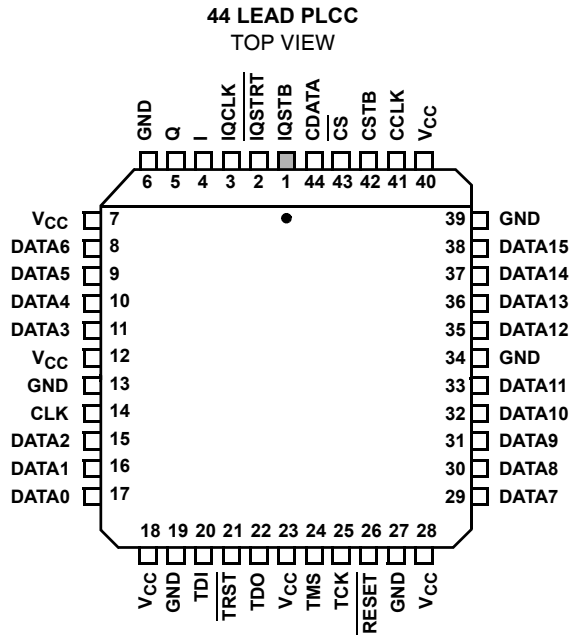 44 LEAD PLCC
TOP VIEW
GND Q I IQCLK IQSTRT IQSTB CDATA CS CSTB CCLK VCC
6 5 4 3 2 1 44 43 42 41 40
VCC 7 39 GND
DATA6 8 38 DATA15
DATA5 9 37 DATA14
DATA4 10 36 DATA13
DATA3 11 35 DATA12
VCC 12 34 GND
GND 13 33 DATA11
CLK 14 32 DATA10
DATA2 15 31 DATA9
DATA1 16 30 DATA8
DATA0 17 29 DATA7
18 19 20 21 22 23 24 25 26 27 28
VCC GND TDI TRST TDO VCC TMS TCK RESET GND VCC